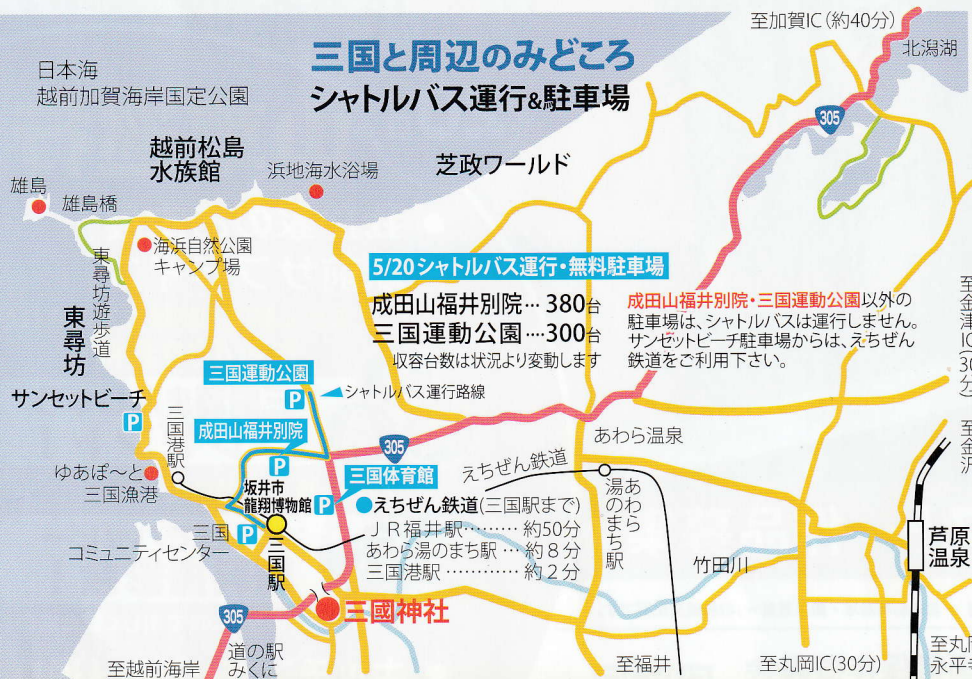 至加賀IC(約40分)
北潟湖
三国と周辺のみどころ
シャトルバス運行&駐車場
日本海
越前加賀海岸国定公園
305
越前松島
水族館
浜地海水浴場
芝政ワールド
雄島
雄島橋
海浜自然公園
キャンプ場
東尋坊遊歩道
東尋坊
5/20シャトルバス運行・無料駐車場
成田山福井別院…380台
三国運動公園‥‥300台
収容台数は状況より変動します
成田山福井別院・三国運動公園以外の
駐車場は、シャトルバスは運行しません。
サンセットビーチ駐車場からは、えちぜん
鉄道をご利用下さい。
至金津IC(30分)
三国運動公園
P
シャトルバス運行路線
サンセットビーチ
P
三国港駅
成田山福井別院
P
305
あわら温泉
至金沢
えちぜん鉄道
ゆあぽ〜と
三国漁港
坂井市
龍翔博物館
P
三国体育館
あわら
湯のまち駅
えちぜん鉄道(三国駅まで)
JR福井駅………約50分
あわら湯のまち駅…約8分
三国港駅…………約2分
三国
コミュニティセンター
P
三国駅
竹田川
芦原
温泉
三國神社
305
道の駅
みくに
至越前海岸
至福井
至丸岡IC(30分)